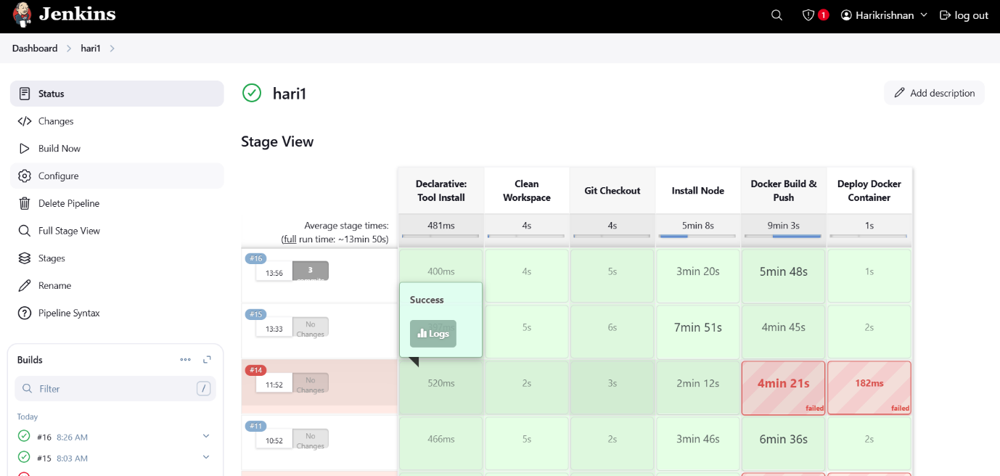 Jenkins
1
Harikrishnan
log out
Dashboard
hari1
Status
Changes
Build Now
Configure
Delete Pipeline
Full Stage View
Stages
Rename
Pipeline Syntax
Builds
Filter
/
Today
#16 8:26 AM
#15 8:03 AM
hari1
Add description
Stage View
Declarative:
Tool Install
Clean
Workspace
Git Checkout
Install Node
Docker Build &
Push
Deploy Docker
Container
Average stage times:
(full run time: ~13min 50s)
481ms
4s
4s
5min 8s
9min 3s
1s
#16
13:56
3
commits
400ms
4s
5s
3min 20s
5min 48s
1s
Success
Logs
#15
13:33
No
Changes
397ms
5s
6s
7min 51s
4min 45s
2s
#14
11:52
No
Changes
520ms
2s
3s
2min 12s
4min 21s
failed
182ms
failed
#11
10:52
No
Changes
466ms
5s
2s
3min 46s
6min 36s
2s